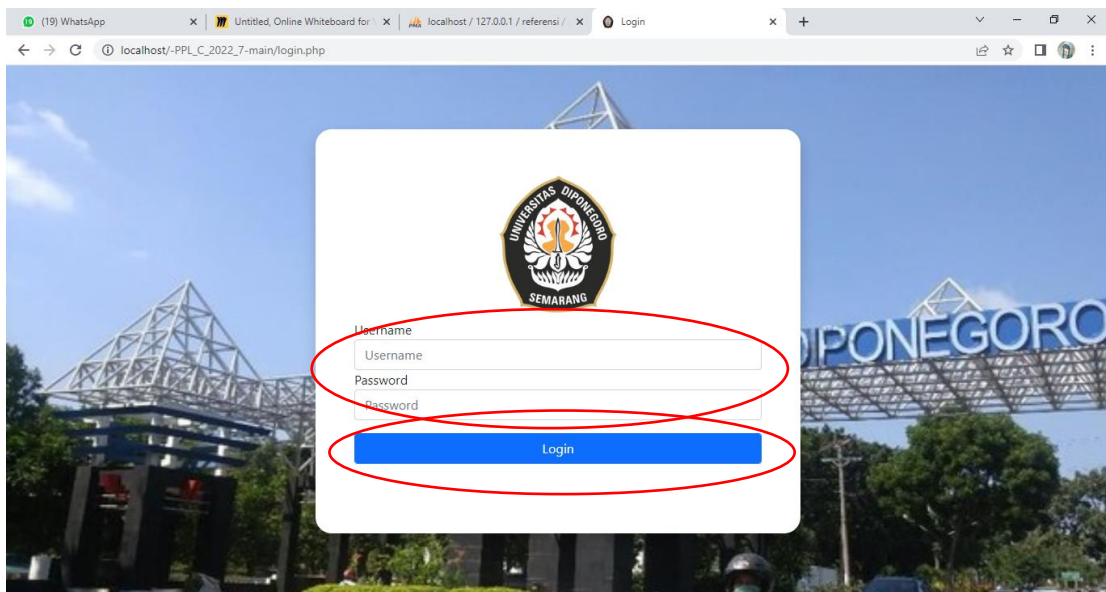 (19) WhatsApp
Untitled, Online Whiteboard for
localhost / 127.0.0.1 / referensi /
Login
localhost/-PPL_C_2022_7-main/login.php
UNIVERSITAS DIPONEGORO
SEMARANG
DIPONEGORO
Username
Username
Password
Password
Login